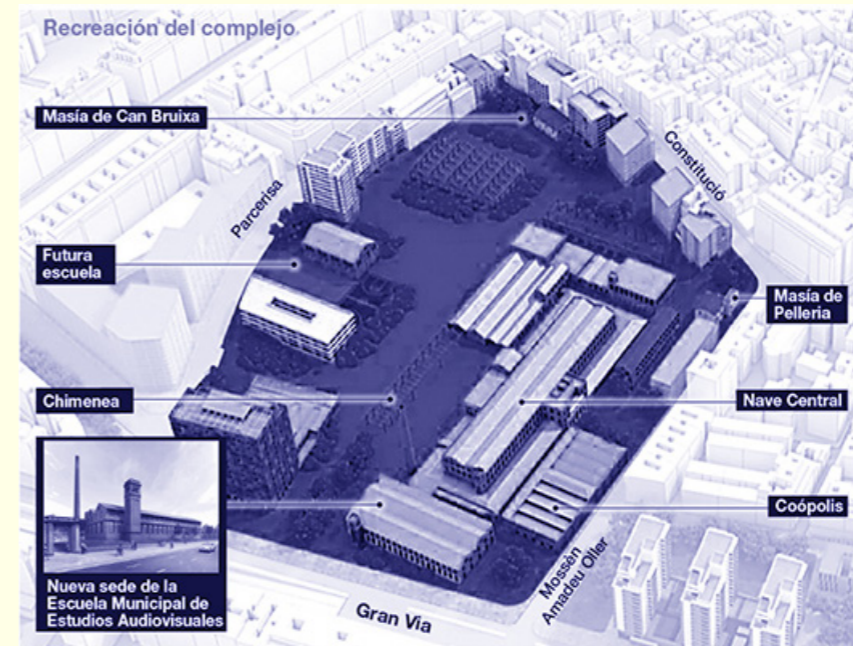 Recreación del complejo
Masía de Can Bruixa
Constitució
Parcerisa
Futura
escuela
Masía de
Pelleria
Chimenea
Nave Central
Coópolis
Nueva sede de la
Escuela Municipal de
Estudios Audiovisuales
Mossèn
Amadeu Oller
Gran Via